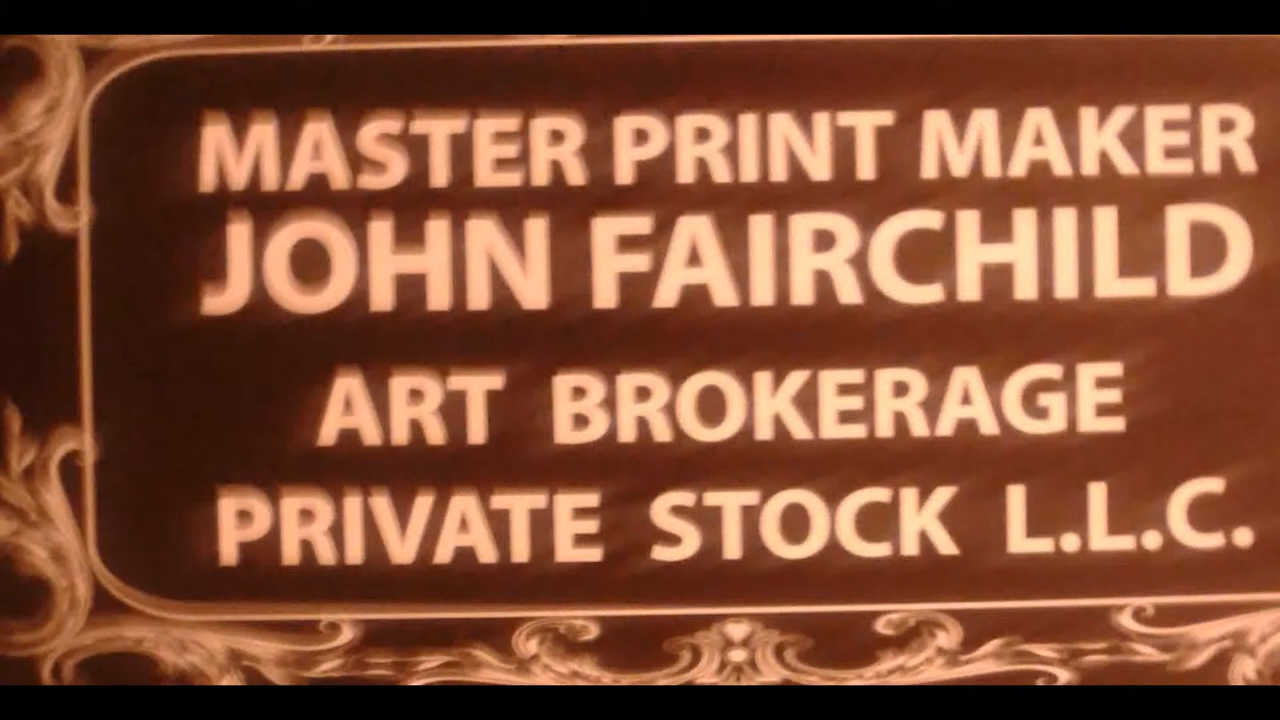 MASTER PRINT MAKER
JOHN FAIRCHILD
ART BROKERAGE
PRIVATE STOCK L.L.C.